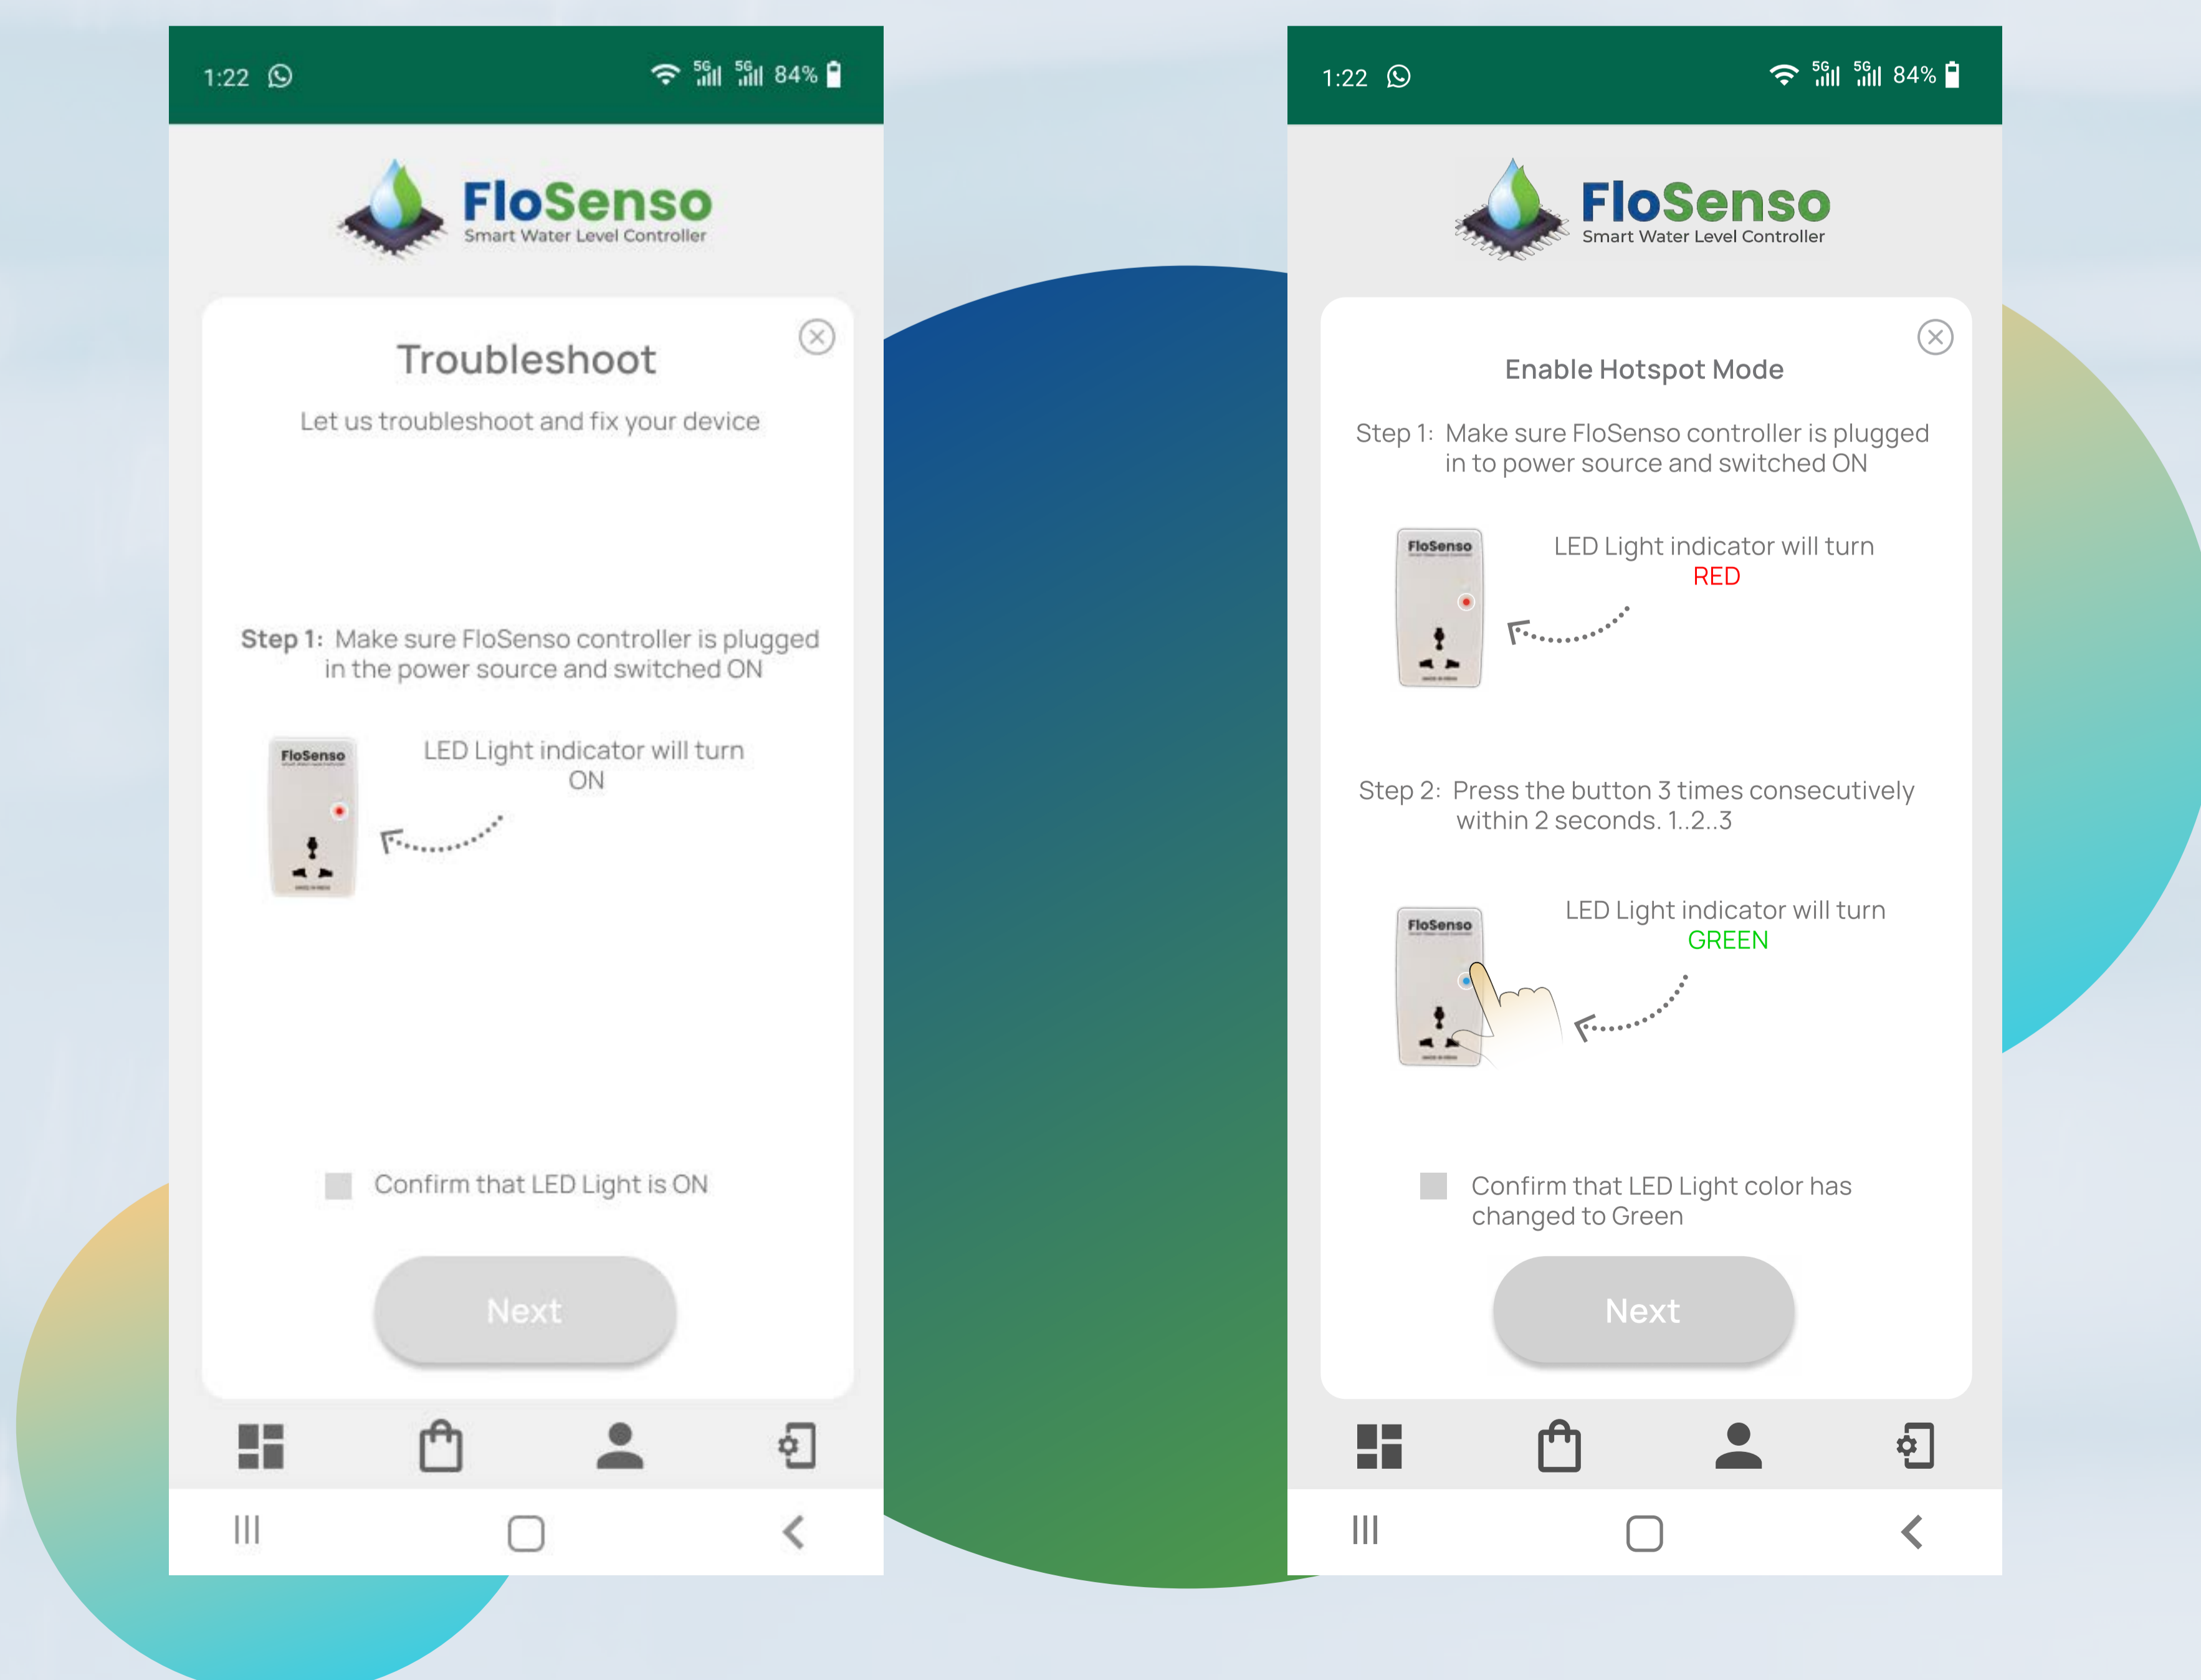 1:22
5G 5G 84%
FloSenso
Smart Water Level Controller
Troubleshoot
Let us troubleshoot and fix your device
Step 1: Make sure FloSenso controller is plugged
in the power source and switched ON
FloSenso
LED Light indicator will turn
ON
Confirm that LED Light is ON
Next
1:22
5G 5G 84%
FloSenso
Smart Water Level Controller
Enable Hotspot Mode
Step 1: Make sure FloSenso controller is plugged
in to power source and switched ON
FloSenso
LED Light indicator will turn
RED
Step 2: Press the button 3 times consecutively
within 2 seconds. 1..2..3
FloSenso
LED Light indicator will turn
GREEN
Confirm that LED Light color has
changed to Green
Next